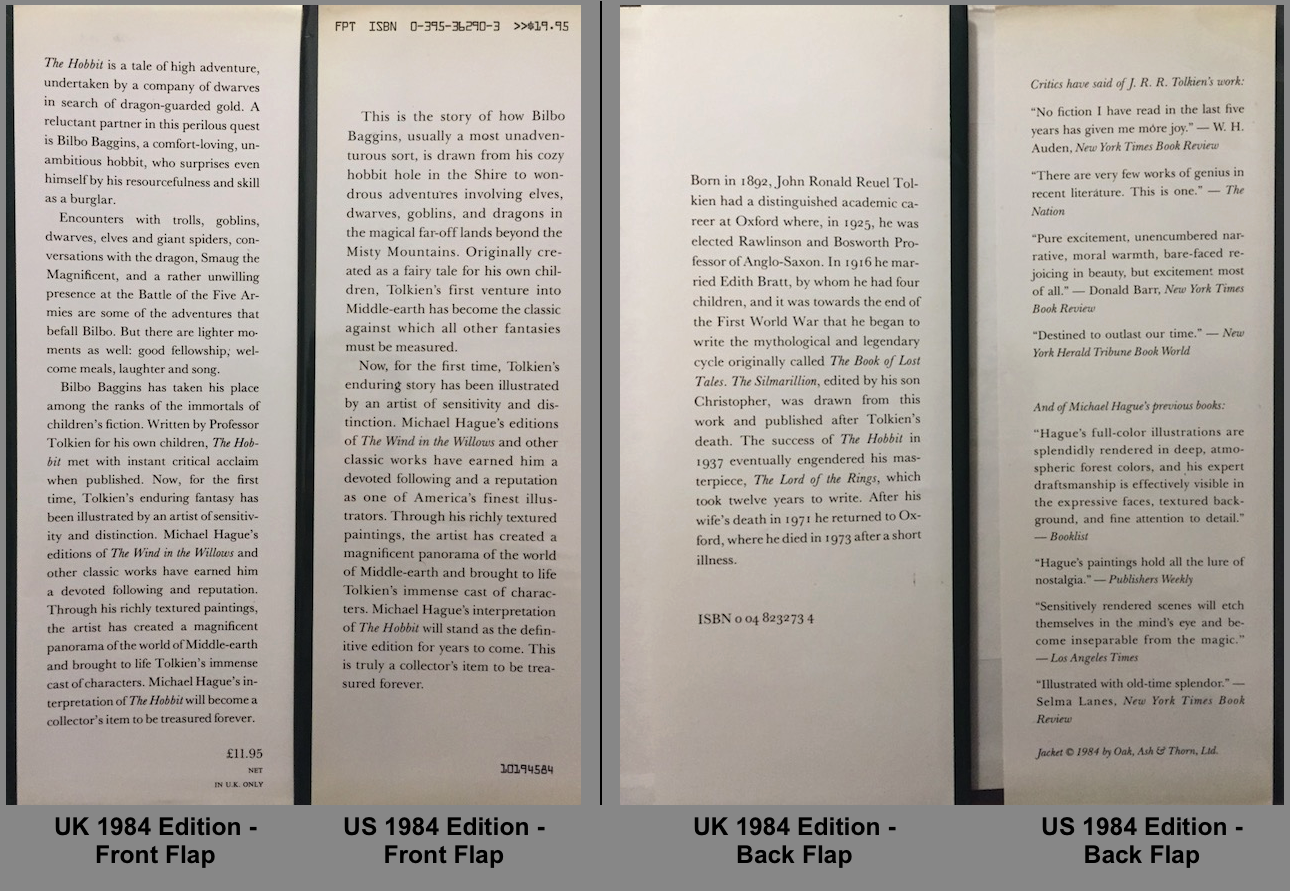 The Hobbit is a tale of high adventure,
undertaken by a company of dwarves
in search of dragon-guarded gold. A
reluctant partner in this perilous quest
is Bilbo Baggins, a comfort-loving, un-
ambitious hobbit, who surprises even
himself by his resourcefulness and skill
as a burglar.
Encounters with trolls, goblins,
dwarves, elves and giant spiders, con-
versations with the dragon, Smaug the
Magnificent, and a rather unwilling
presence at the Battle of the Five Ar-
mies are some of the adventures that
befall Bilbo. But there are lighter mo-
ments as well: good fellowship, wel-
come meals, laughter and song.
Bilbo Baggins has taken his place
among the ranks of the immortals of
children's fiction. Written by Professor
Tolkien for his own children, The Hob-
bit met with instant critical acclaim
when published. Now, for the first
time, Tolkien's enduring fantasy has
been illustrated by an artist of sensitiv-
ity and distinction. Michael Hague's
editions of The Wind in the Willows and
other classic works have earned him
a devoted following and reputation.
Through his richly textured paintings,
the artist has created a magnificent
panorama of the world of Middle-earth
and brought to life Tolkien's immense
cast of characters. Michael Hague's in-
terpretation of The Hobbit will become a
collector's item to be treasured forever.
£11.95
NET
IN U.K. ONLY
UK 1984 Edition -
Front Flap
FPT ISBN 0-395-36290-3 >>$19.95
This is the story of how Bilbo
Baggins, usually a most unadven-
turous sort, is drawn from his cozy
hobbit hole in the Shire to won-
drous adventures involving elves,
dwarves, goblins, and dragons in
the magical far-off lands beyond the
Misty Mountains. Originally cre-
ated as a fairy tale for his own chil-
dren, Tolkien's first venture into
Middle-earth has become the classic
against which all other fantasies
must be measured.
Now, for the first time, Tolkien's
enduring story has been illustrated
by an artist of sensitivity and dis-
tinction. Michael Hague's editions
of The Wind in the Willows and other
classic works have earned him a
devoted following and a reputation
as one of America's finest illus-
trators. Through his richly textured
paintings, the artist has created a
magnificent panorama of the world
of Middle-earth and brought to life
Tolkien's immense cast of charac-
ters. Michael Hague's interpretation
of The Hobbit will stand as the defin-
itive edition for years to come. This
is truly a collector's item to be trea-
sured forever.
10194584
US 1984 Edition -
Front Flap
Born in 1892, John Ronald Reuel Tol-
kien had a distinguished academic ca-
reer at Oxford where, in 1925, he was
elected Rawlinson and Bosworth Pro-
fessor of Anglo-Saxon. In 1916 he mar-
ried Edith Bratt, by whom he had four
children, and it was towards the end of
the First World War that he began to
write the mythological and legendary
cycle originally called The Book of Lost
Tales. The Silmarillion, edited by his son
Christopher, was drawn from this
work and published after Tolkien's
death. The success of The Hobbit in
1937 eventually engendered his mas-
terpiece, The Lord of the Rings, which
took twelve years to write. After his
wife's death in 1971 he returned to Ox-
ford, where he died in 1973 after a short
illness.
ISBN 0 04 823273 4
UK 1984 Edition -
Back Flap
Critics have said of J. R. R. Tolkien's work:
"No fiction I have read in the last five
years has given me more joy." — W. H.
Auden, New York Times Book Review
"There are very few works of genius in
recent literature. This is one." — The
Nation
"Pure excitement, unencumbered nar-
rative, moral warmth, bare-faced re-
joicing in beauty, but excitement most
of all." — Donald Barr, New York Times
Book Review
"Destined to outlast our time." — New
York Herald Tribune Book World
And of Michael Hague's previous books:
"Hague's full-color illustrations are
splendidly rendered in deep, atmo-
spheric forest colors, and his expert
draftsmanship is effectively visible in
the expressive faces, textured back-
ground, and fine attention to detail."
— Booklist
"Hague's paintings hold all the lure of
nostalgia." — Publishers Weekly
"Sensitively rendered scenes will etch
themselves in the mind's eye and be-
come inseparable from the magic."
— Los Angeles Times
"Illustrated with old-time splendor." —
Selma Lanes, New York Times Book
Review
Jacket © 1984 by Oak, Ash & Thorn, Ltd.
US 1984 Edition -
Back Flap